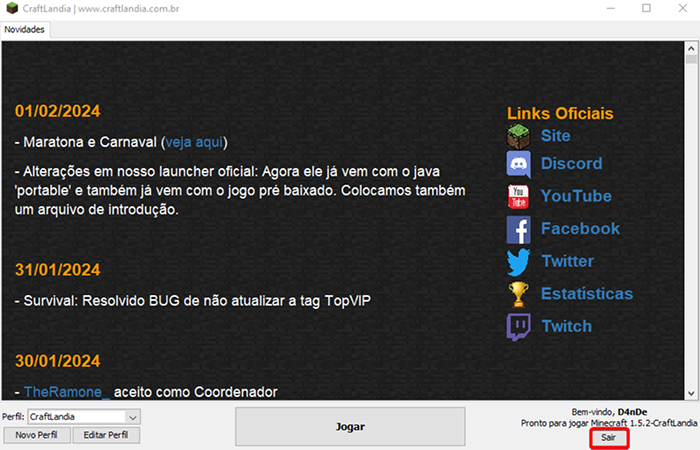 CraftLandia | www.craftlandia.com.br
Novidades
01/02/2024
- Maratona e Carnaval (veja aqui)
- Alterações em nosso launcher oficial: Agora ele já vem com o java
'portable' e também já vem com o jogo pré baixado. Colocamos também
um arquivo de introdução.
31/01/2024
- Survival: Resolvido BUG de não atualizar a tag TopVIP
30/01/2024
- TheRamone_ aceito como Coordenador
Links Oficiais
Site
Discord
You Tube
YouTube
Facebook
Twitter
Estatísticas
Twitch
Perfil: CraftLandia
Novo Perfil Editar Perfil
Jogar
Bem-vindo, D4nDe
Pronto para jogar Minecraft 1.5.2-CraftLandia
Sair